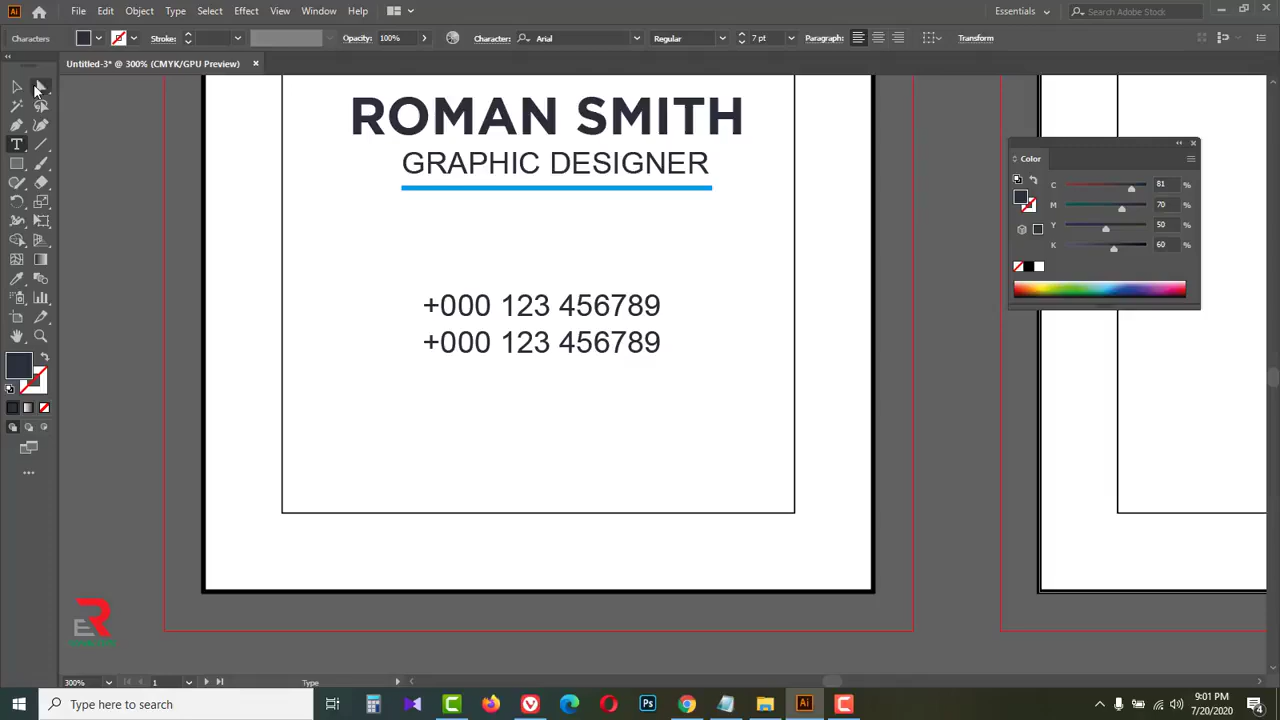 File Edit Object Type Select Effect View Window Help
Essentials
Search Adobe Stock
Characters Stroke: Opacity: 100% Character: Arial Regular 7 pt Paragraph: Transform
Untitled-3* @ 300% (CMYK/GPU Preview)
ROMAN SMITH
GRAPHIC DESIGNER
+000 123 456789
+000 123 456789
Color
C 81 %
M 70 %
Y 50 %
K 60 %
ER
300% 1 Type
Type here to search
9:01 PM
7/20/2020